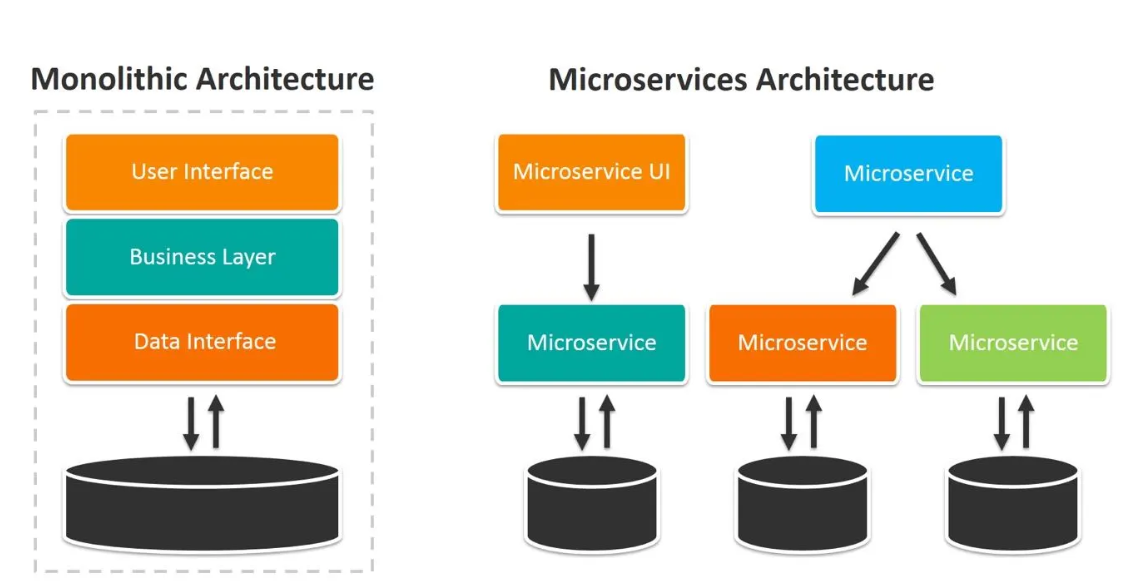 Monolithic Architecture
User Interface
Business Layer
Data Interface
Microservices Architecture
Microservice UI
Microservice
Microservice
Microservice
Microservice